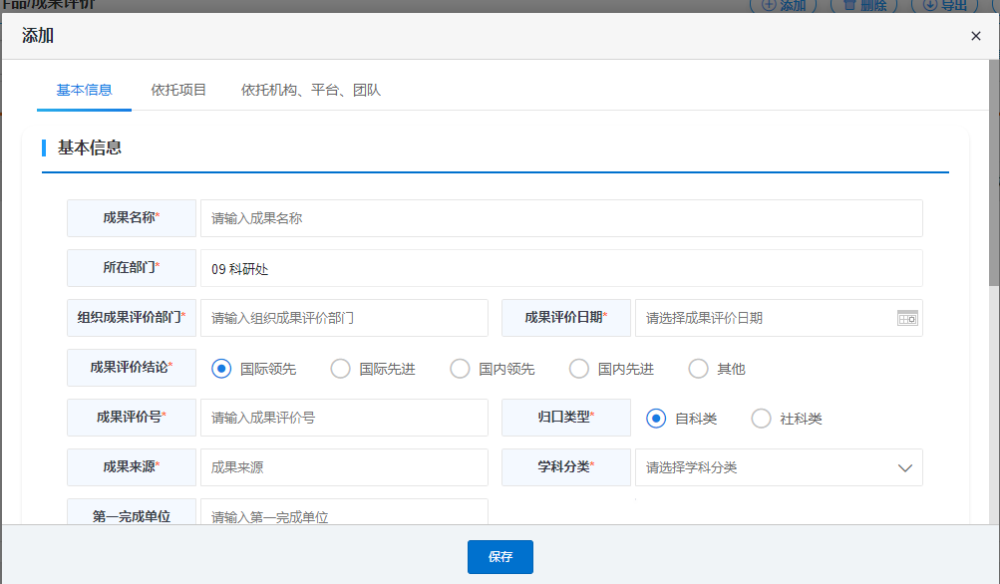 作品/成果评价
添加 删除 导出
添加
基本信息 依托项目 依托机构、平台、团队
基本信息
成果名称* 请输入成果名称
所在部门* 09 科研处
组织成果评价部门* 请输入组织成果评价部门 成果评价日期* 请选择成果评价日期
成果评价结论* 国际领先 国际先进 国内领先 国内先进 其他
成果评价号* 请输入成果评价号 归口类型* 自科类 社科类
成果来源* 成果来源 学科分类* 请选择学科分类
第一完成单位 请输入第一完成单位
保存